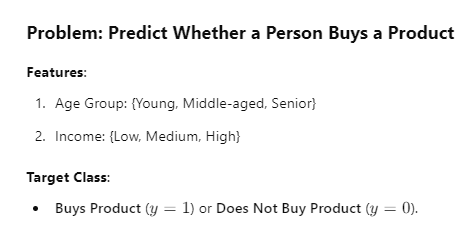 Problem: Predict Whether a Person Buys a Product
Features:
1. Age Group: {Young, Middle-aged, Senior}
2. Income: {Low, Medium, High}
Target Class:
• Buys Product (y = 1) or Does Not Buy Product (y = 0).